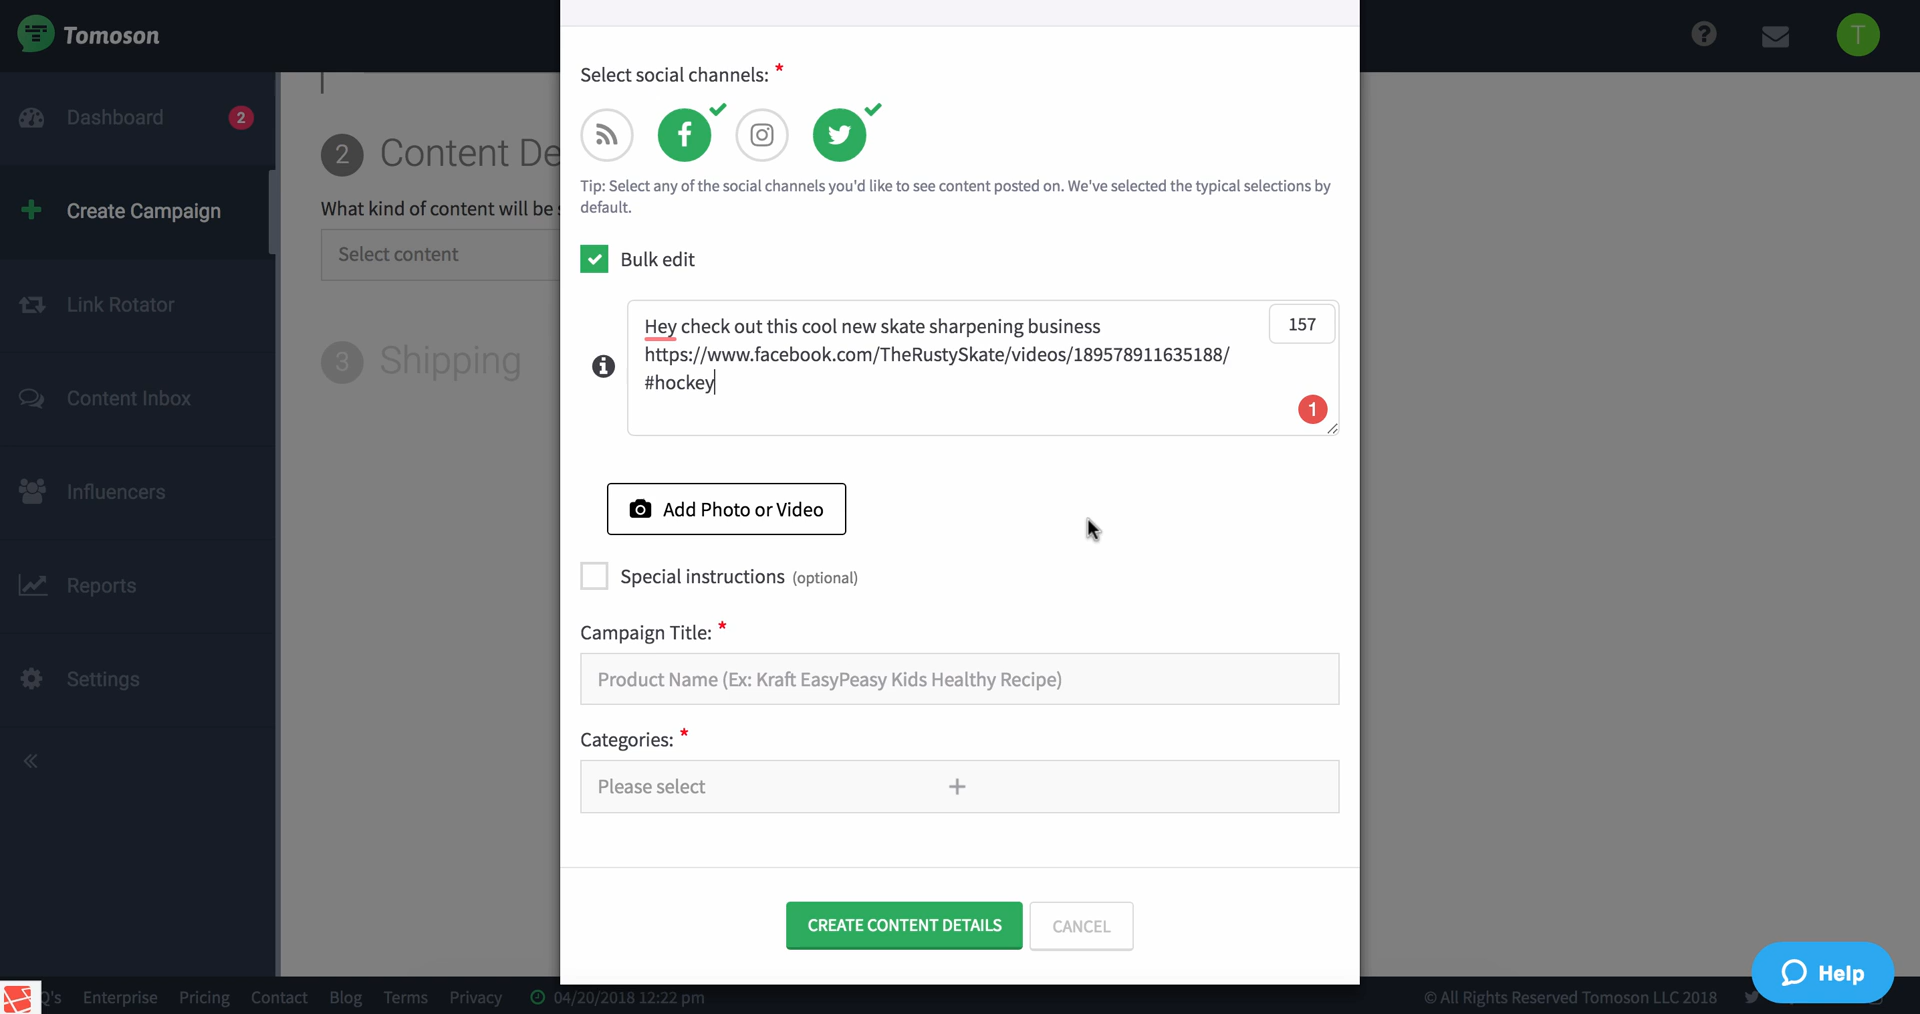 Tomoson
T
Dashboard
2
Create Campaign
Link Rotator
Content Inbox
Influencers
Reports
Settings
2 Content De
What kind of content will be s
Select content
3 Shipping
Select social channels: *
Tip: Select any of the social channels you'd like to see content posted on. We've selected the typical selections by
default.
Bulk edit
Hey check out this cool new skate sharpening business
157
https://www.facebook.com/TheRustySkate/videos/189578911635188/
#hockey
1
Add Photo or Video
Special instructions (optional)
Campaign Title: *
Product Name (Ex: Kraft EasyPeasy Kids Healthy Recipe)
Categories: *
Please select
CREATE CONTENT DETAILS
CANCEL
Help
Q's Enterprise Pricing Contact Blog Terms Privacy 04/20/2018 12:22 pm
© All Rights Reserved Tomoson LLC 2018